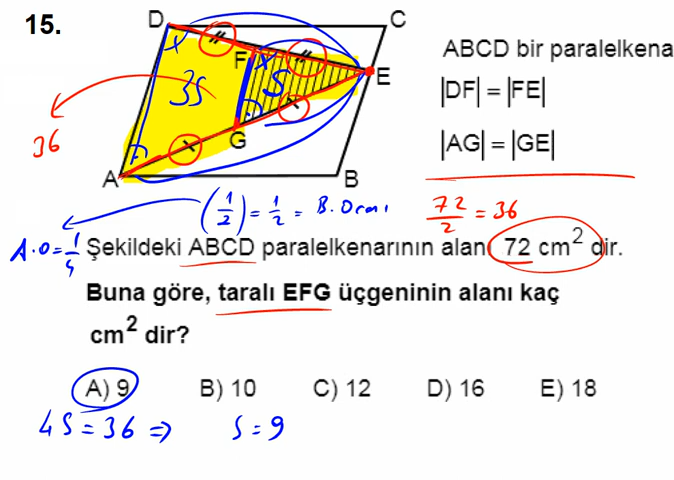 15.
D
C
F
x
x
E
3S
S
36
G
A
B
ABCD bir paralelkena
|DF| = |FE|
|AG| = |GE|
(1/2) = 1/2 = B. Oranı
72/2 = 36
A.O = 1/4
Şekildeki ABCD paralelkenarının alanı 72 cm² dir.
Buna göre, taralı EFG üçgeninin alanı kaç
cm² dir?
A) 9 B) 10 C) 12 D) 16 E) 18
4S = 36 ⇒ S = 9